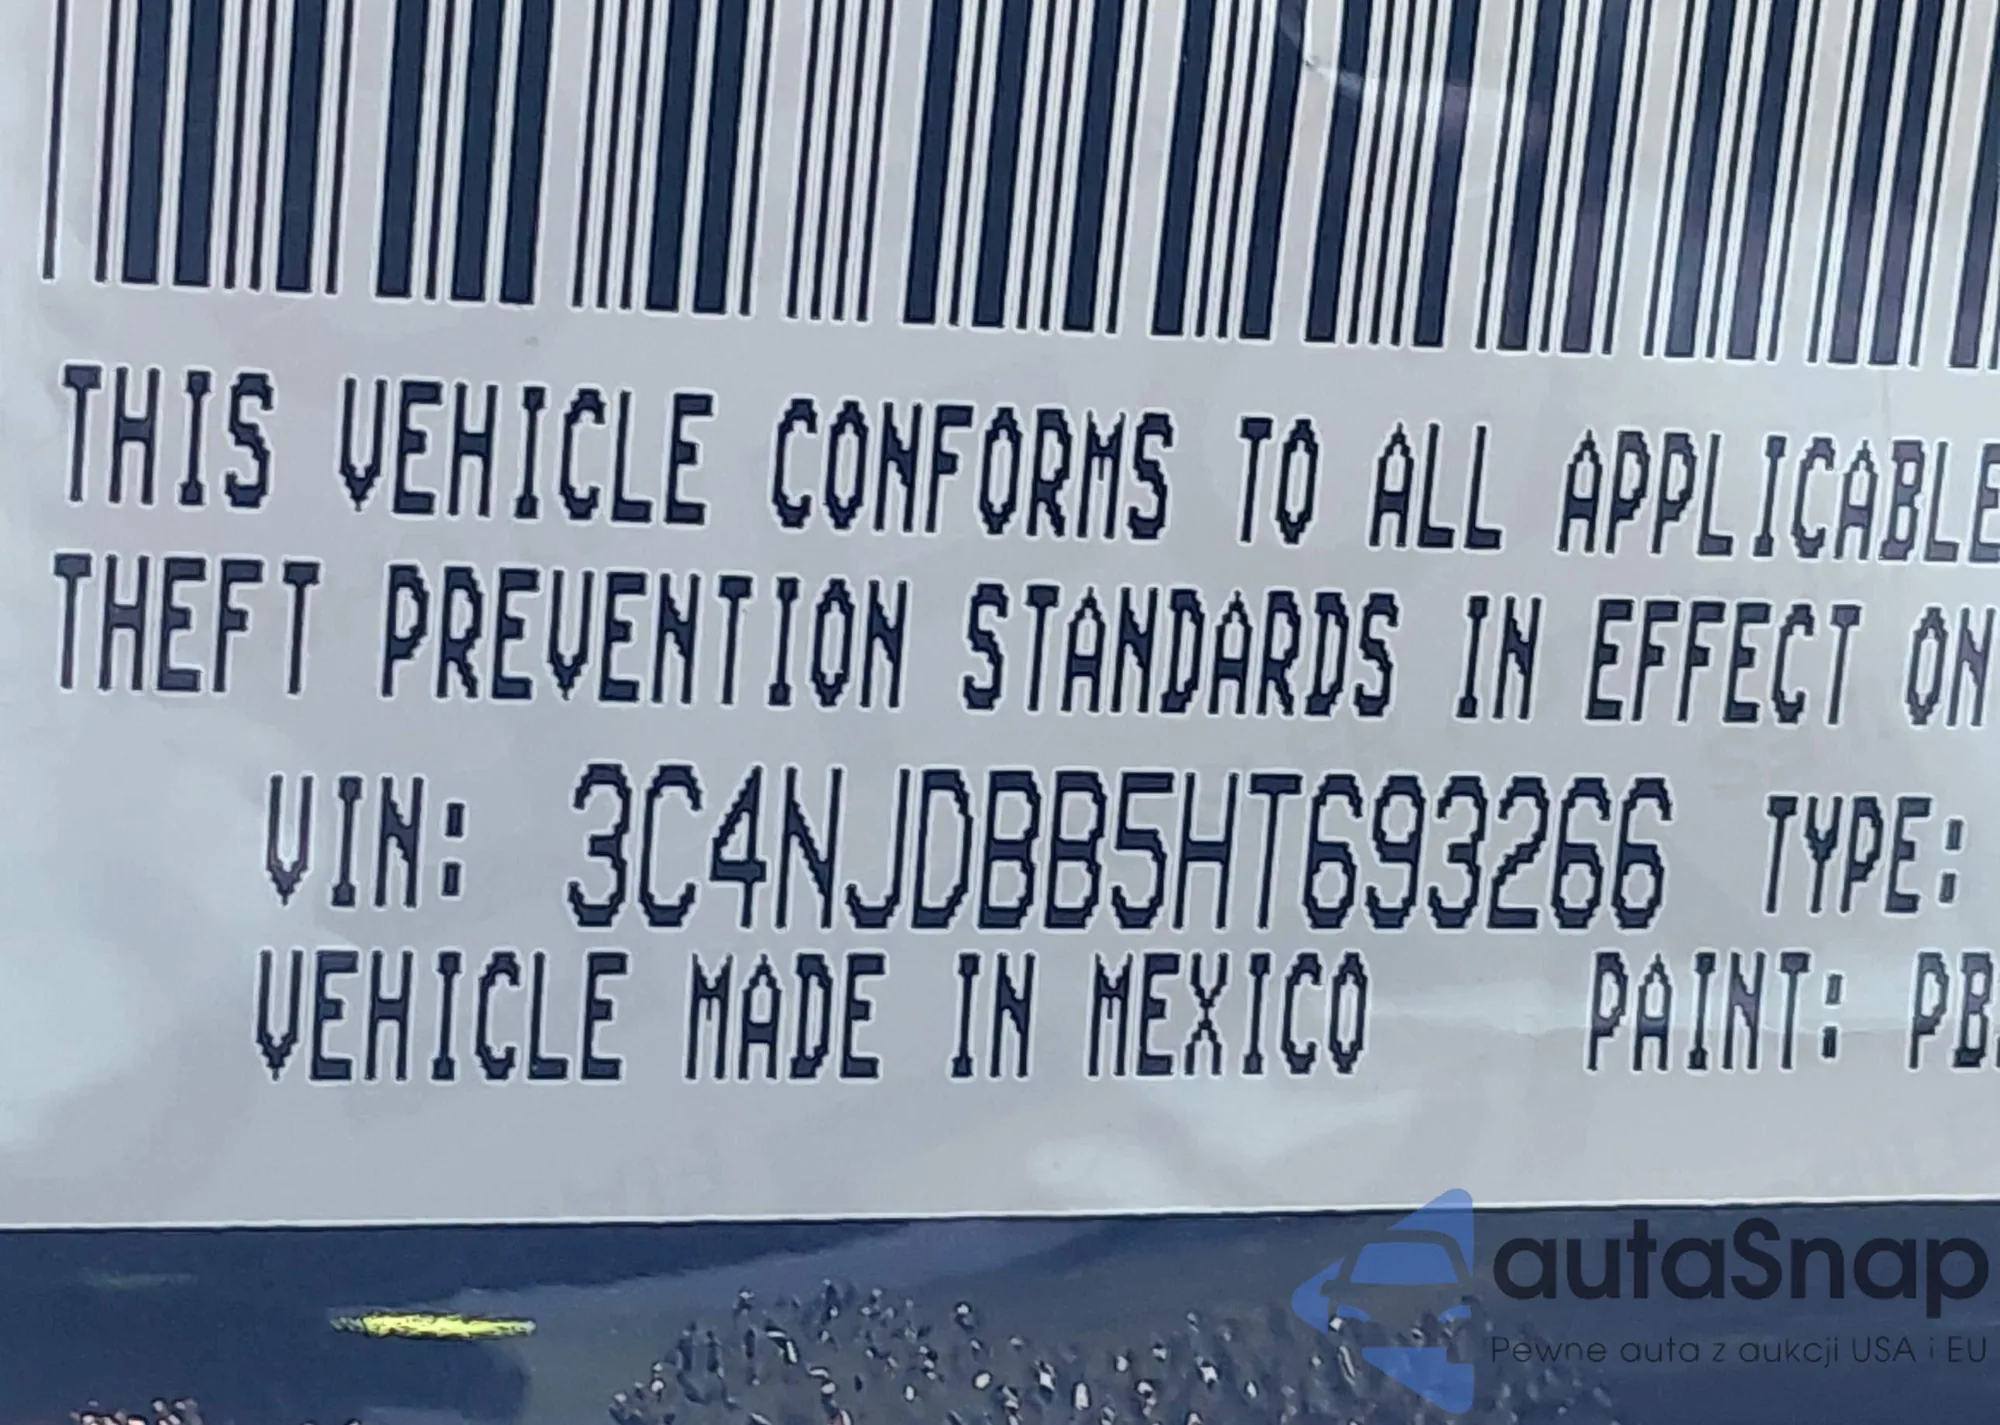 THIS VEHICLE CONFORMS TO ALL APPLICABLE
THEFT PREVENTION STANDARDS IN EFFECT ON
VIN: 3C4NJDBB5HT693266 TYPE:
VEHICLE MADE IN MEXICO PAINT: PB
autaSnap
Pewne auta z aukcji USA i EU